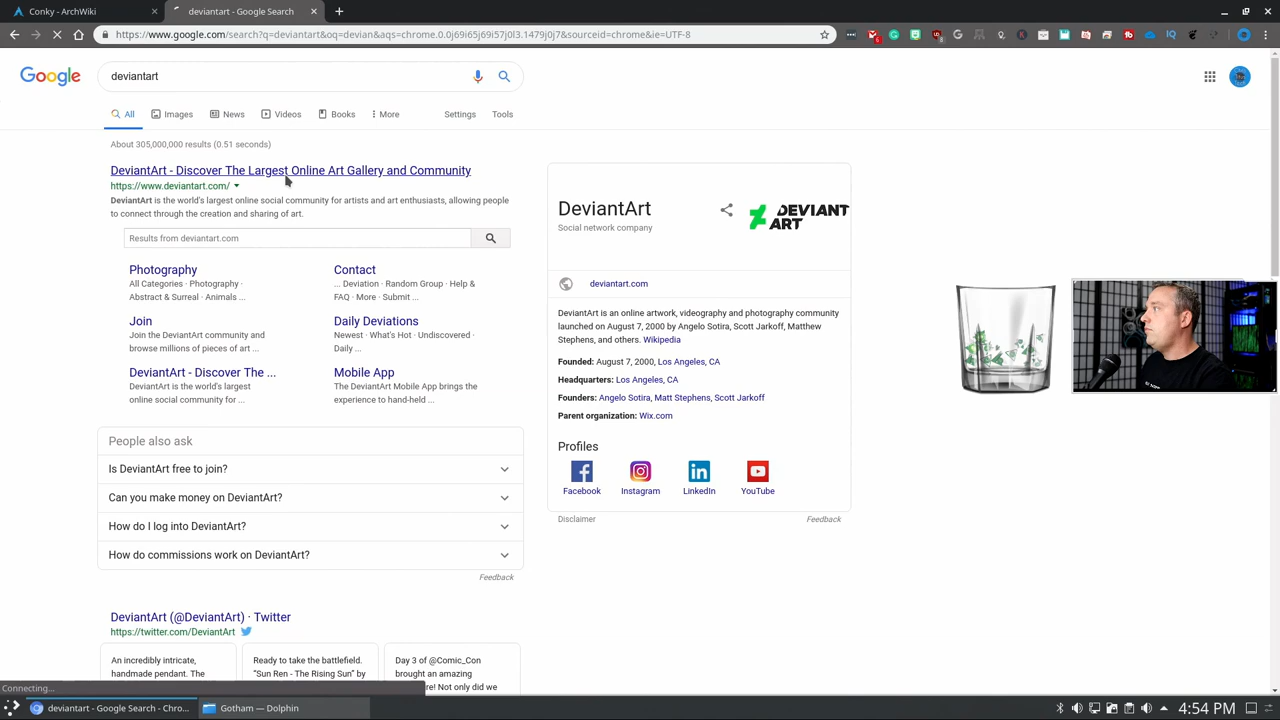 Conky - ArchWiki
Conky - ArchWiki
https://www.google.com/search?q=deviantart&oq=devian&aqs=chrome.0.0j69i65j69i57j0l3.1479j0j7&sourceid=chrome&ie=UTF-8
Google
deviantart
All
Images
News
Videos
Books
More
Settings
Tools
About 305,000,000 results (0.51 seconds)
DeviantArt - Discover The Largest Online Art Gallery and Community
https://www.deviantart.com/
DeviantArt is the world's largest online social community for artists and art enthusiasts, allowing people
to connect through the creation and sharing of art.
Results from deviantart.com
Photography
All Categories · Photography ·
Abstract & Surreal · Animals ...
Contact
... Deviation · Random Group · Help &
FAQ · More · Submit ...
Join
Join the DeviantArt community and
browse millions of pieces of art ...
Daily Deviations
Newest · What's Hot · Undiscovered ·
Daily ...
DeviantArt - Discover The ...
DeviantArt is the world's largest
online social community for ...
Mobile App
The DeviantArt Mobile App brings the
experience to hand-held ...
People also ask
Is DeviantArt free to join?
Can you make money on DeviantArt?
How do I log into DeviantArt?
How do commissions work on DeviantArt?
Feedback
DeviantArt (@DeviantArt) · Twitter
https://twitter.com/DeviantArt
An incredibly intricate,
handmade pendant. The
Ready to take the battlefield.
“Sun Ren - The Rising Sun” by
Day 3 of @Comic_Con
brought an amazing
re! Not only did we
DeviantArt
Social network company
DEVIANT
ART
deviantart.com
DeviantArt is an online artwork, videography and photography community
launched on August 7, 2000 by Angelo Sotira, Scott Jarkoff, Matthew
Stephens, and others. Wikipedia
Founded: August 7, 2000, Los Angeles, CA
Headquarters: Los Angeles, CA
Founders: Angelo Sotira, Matt Stephens, Scott Jarkoff
Parent organization: Wix.com
Profiles
Facebook
Instagram
LinkedIn
YouTube
Disclaimer
Feedback
Connecting...
deviantart - Google Search - Chro...
Gotham — Dolphin
4:54 PM